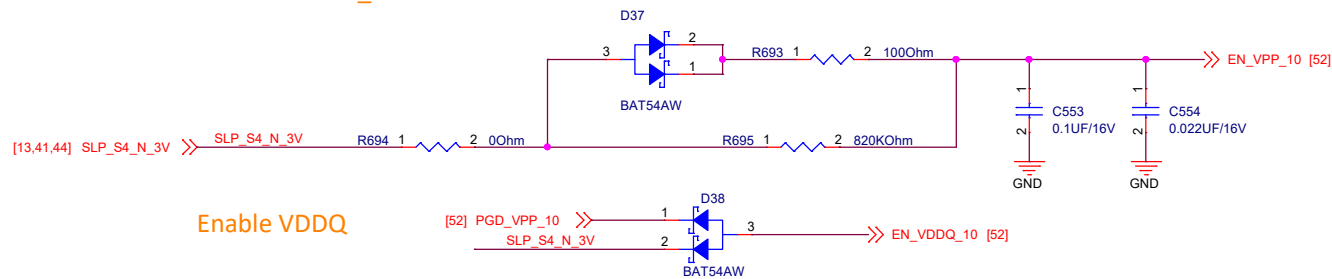 _
D37
3
2
1
BAT54AW
R693 1 2 100Ohm
EN_VPP_10 [52]
1
2
C553
0.1UF/16V
GND
1
2
C554
0.022UF/16V
GND
[13,41,44] SLP_S4_N_3V
SLP_S4_N_3V
R694 1 2 0Ohm
R695 1 2 820KOhm
Enable VDDQ
D38
[52] PGD_VPP_10
1
SLP_S4_N_3V
2
3
EN_VDDQ_10 [52]
BAT54AW